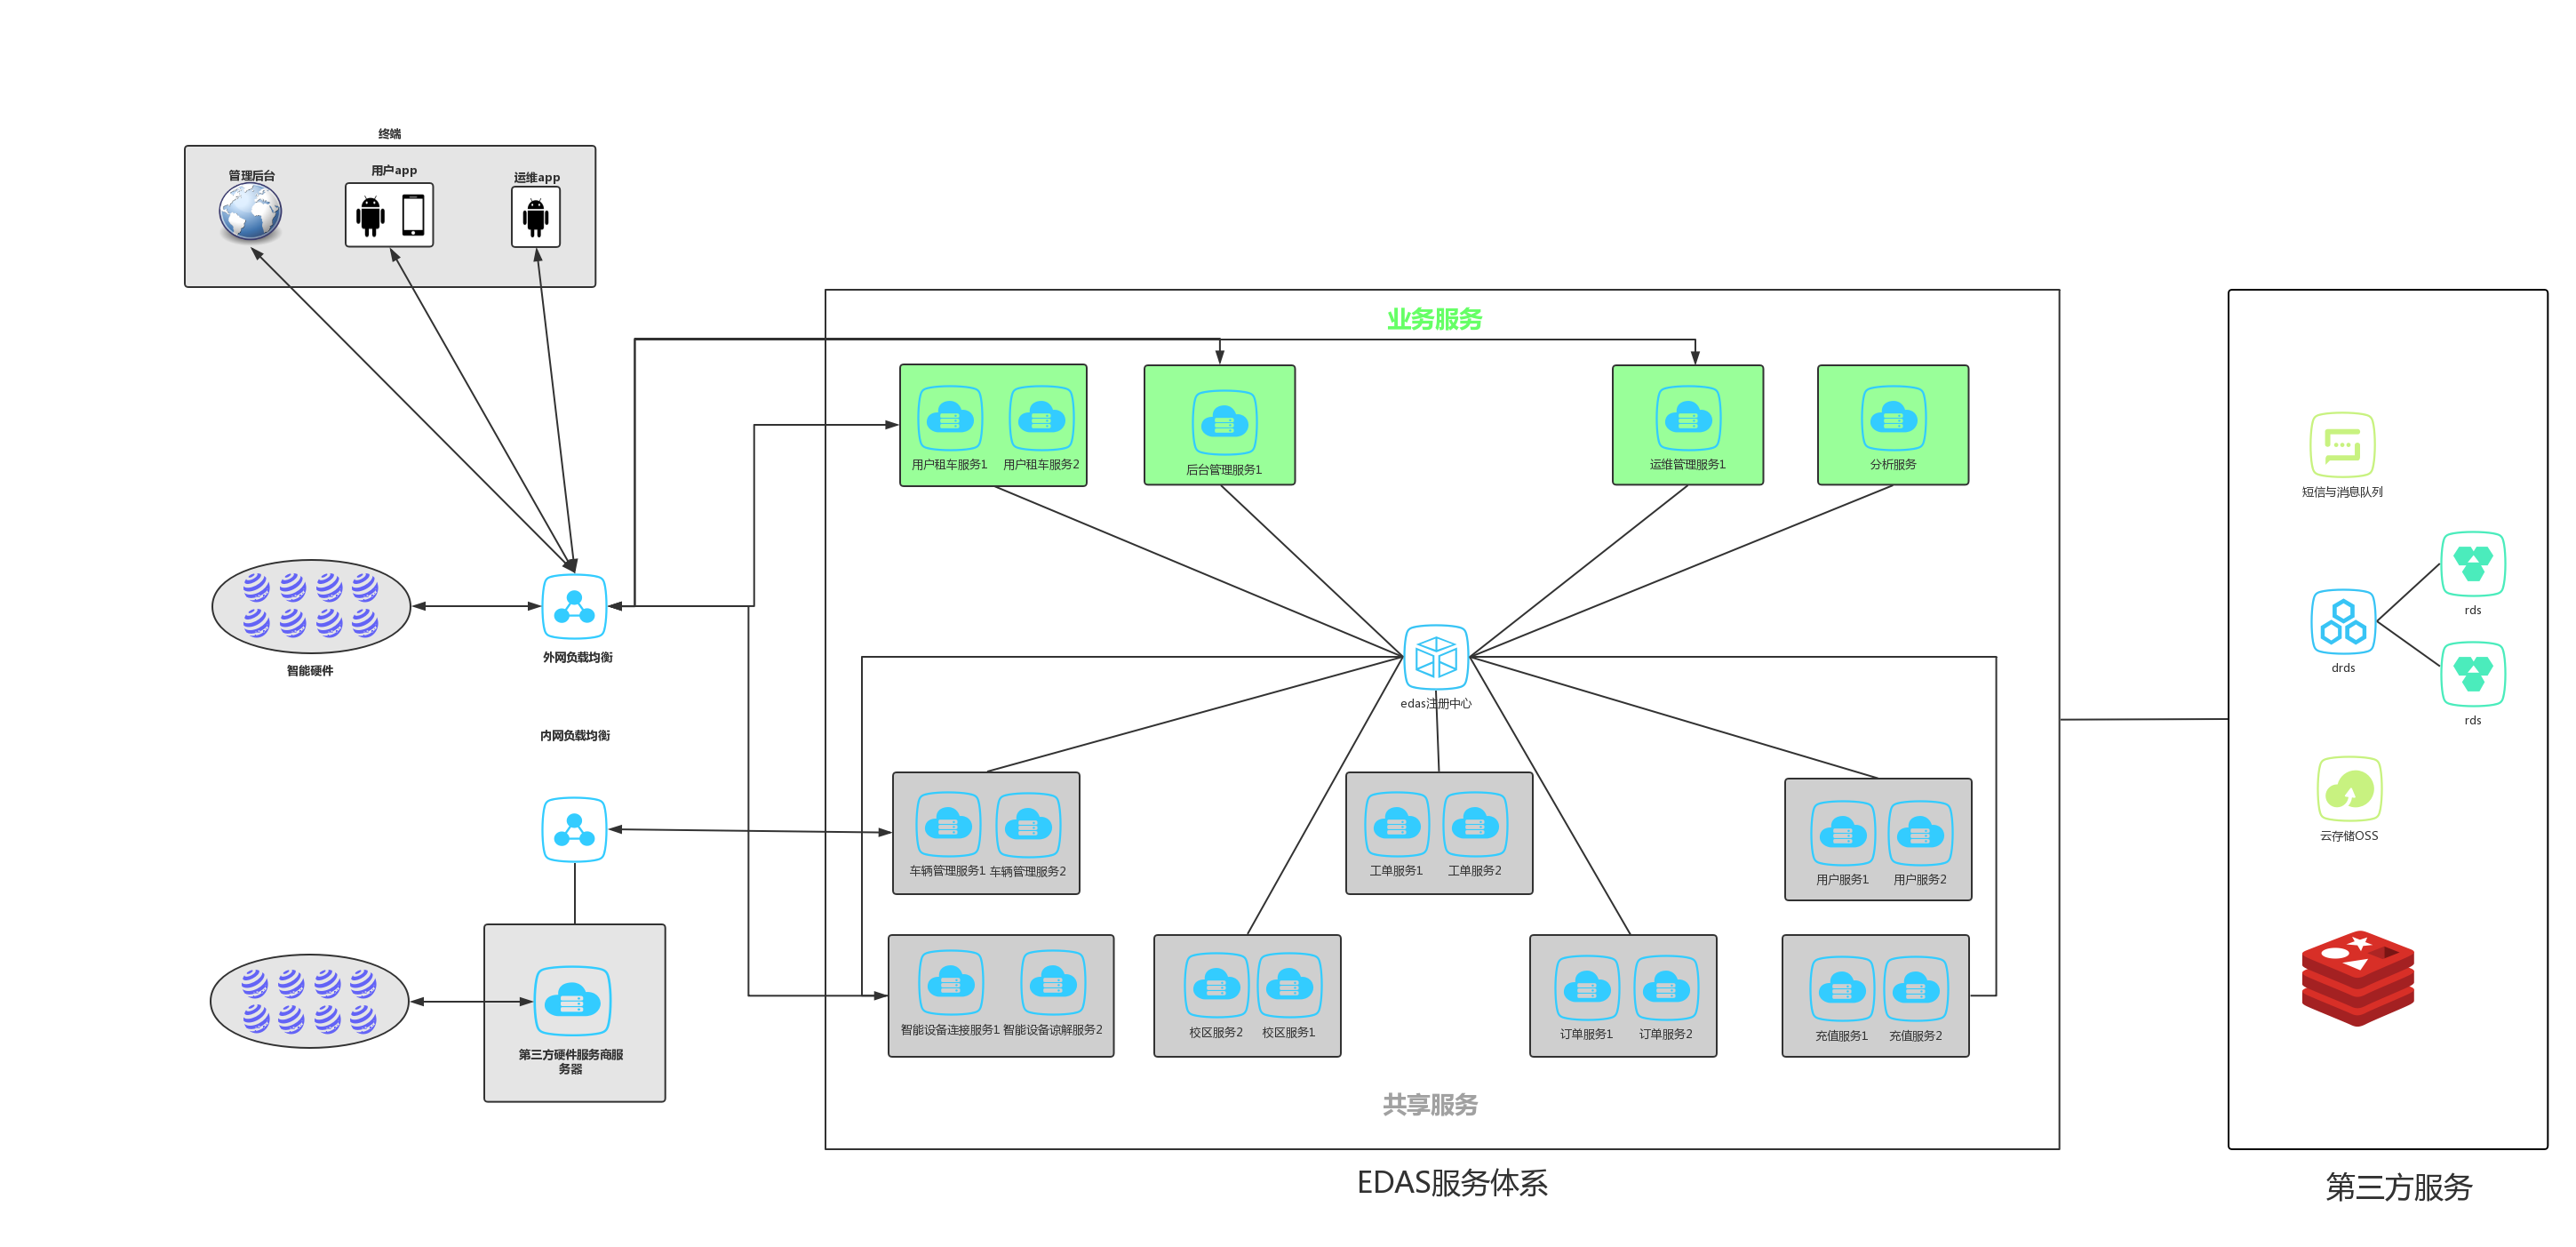 终端
管理后台
用户app
运维app
智能硬件
外网负载均衡
内网负载均衡
第三方硬件服务商服
务器
业务服务
用户租车服务1
用户租车服务2
后台管理服务1
运维管理服务1
分析服务
edas注册中心
车辆管理服务1
车辆管理服务2
工单服务1
工单服务2
用户服务1
用户服务2
智能设备连接服务1
智能设备谅解服务2
校区服务2
校区服务1
订单服务1
订单服务2
充值服务1
充值服务2
共享服务
EDAS服务体系
短信与消息队列
rds
drds
rds
云存储OSS
第三方服务